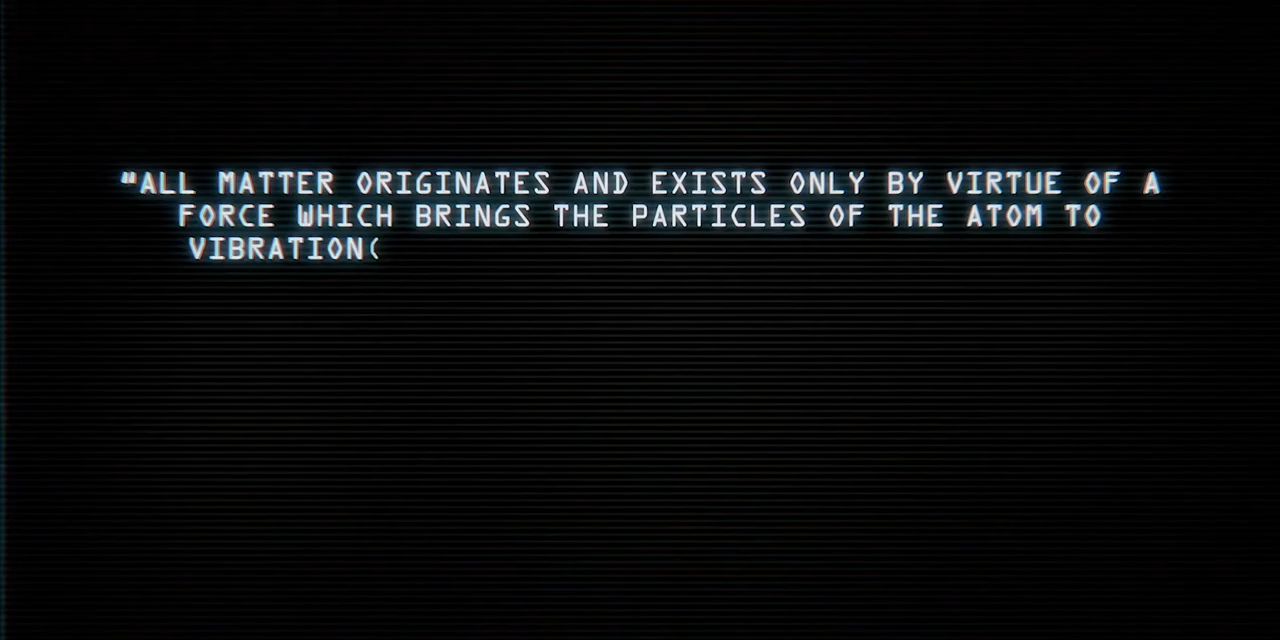 "ALL MATTER ORIGINATES AND EXISTS ONLY BY VIRTUE OF A
FORCE WHICH BRINGS THE PARTICLES OF THE ATOM TO
VIBRATION(